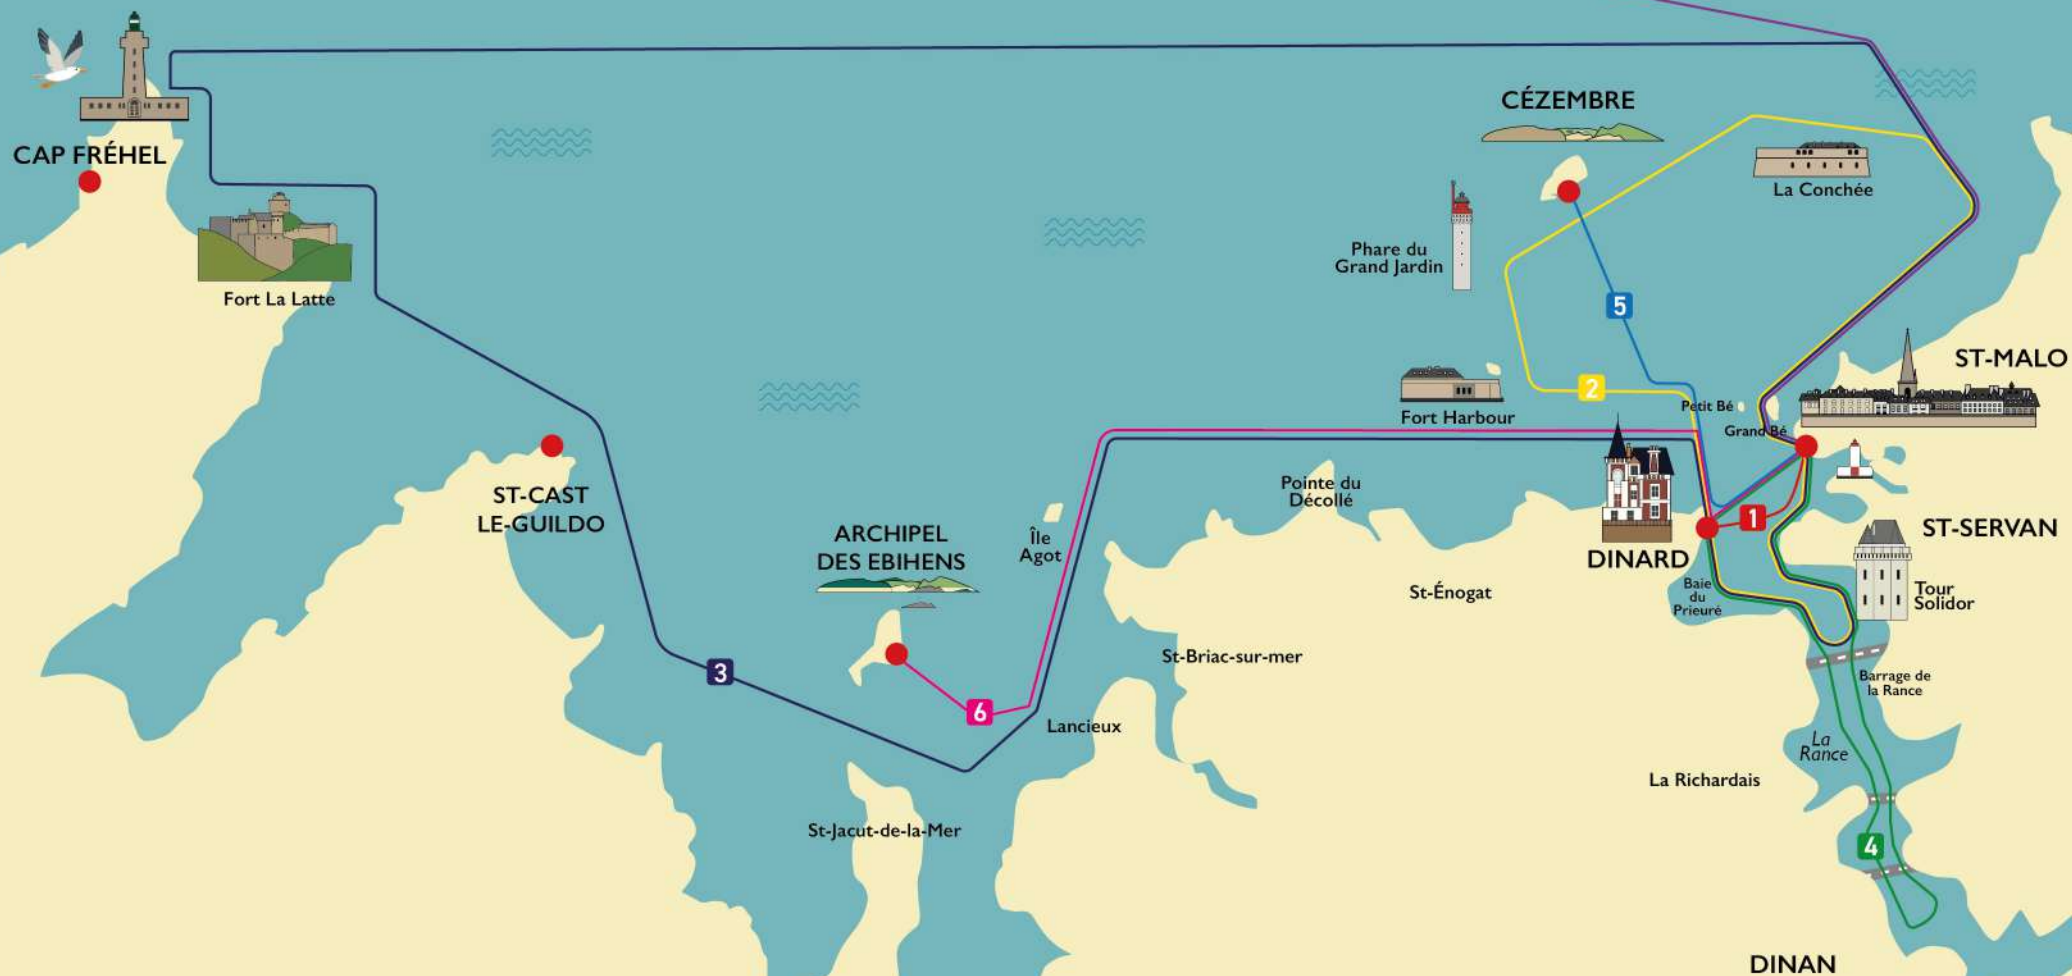 CAP FRÉHEL
Fort La Latte
CÉZEMBRE
La Conchée
Phare du
Grand Jardin
5
2
Fort Harbour
Petit Bé
Grand Bé
ST-MALO
ST-CAST
LE-GUILDO
ARCHIPEL
DES EBIHENS
Île
Agot
Pointe du
Décollé
DINARD
1
ST-SERVAN
Tour
Solidor
Baie
du
Prieuré
St-Énogat
St-Briac-sur-mer
3
6
Lancieux
Barrage de
la Rance
La
Rance
La Richardais
St-Jacut-de-la-Mer
4
DINAN